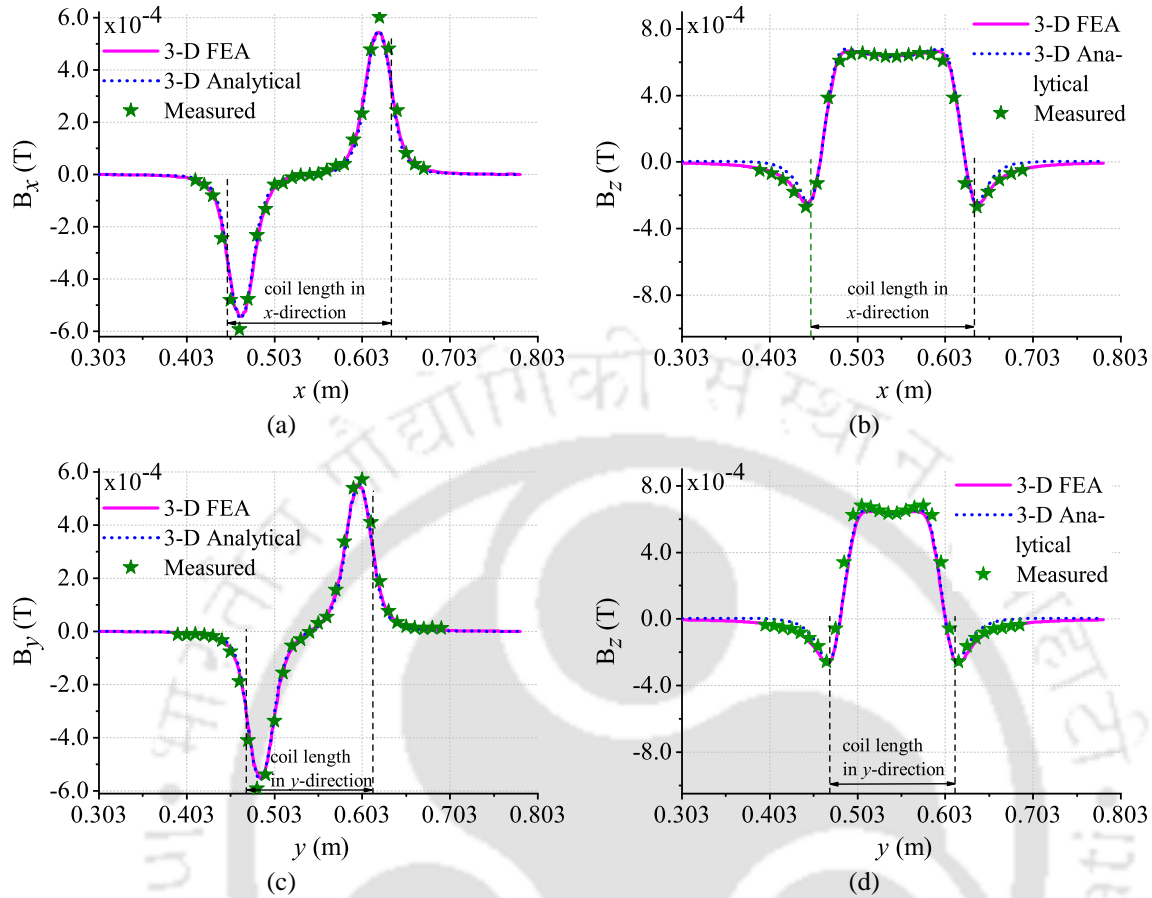 x10-4
3-D FEA
3-D Analytical
Measured
6.0
4.0
2.0
0.0
-2.0
-4.0
-6.0
Bx (T)
coil length in
x-direction
0.303 0.403 0.503 0.603 0.703 0.803
x (m)
(a)
x10-4
3-D FEA
3-D Ana-
lytical
Measured
8.0
4.0
0.0
-4.0
-8.0
Bz (T)
coil length in
x-direction
0.303 0.403 0.503 0.603 0.703 0.803
x (m)
(b)
x10-4
3-D FEA
3-D Analytical
Measured
6.0
4.0
2.0
0.0
-2.0
-4.0
-6.0
By (T)
coil length
in y-direction
0.303 0.403 0.503 0.603 0.703 0.803
y (m)
(c)
x10-4
3-D FEA
3-D Ana-
lytical
Measured
8.0
4.0
0.0
-4.0
-8.0
Bz (T)
coil length
in y-direction
0.303 0.403 0.503 0.603 0.703 0.803
y (m)
(d)